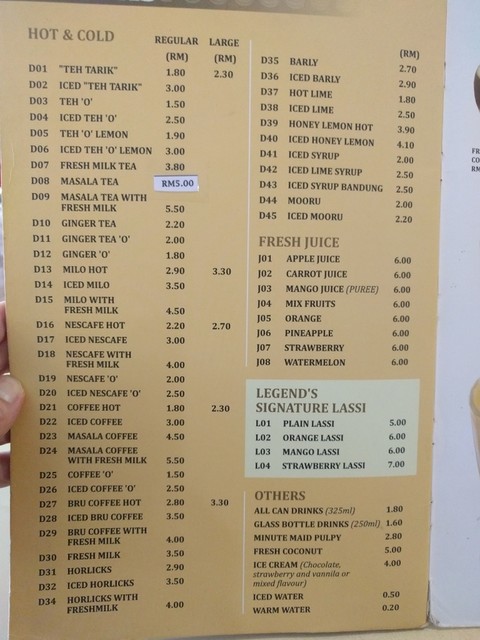 HOT & COLD
REGULAR LARGE
(RM) (RM)
D01 "TEH TARIK" 1.80 2.30
D02 ICED "TEH TARIK" 3.00
D03 TEH 'O' 1.50
D04 ICED TEH 'O' 2.50
D05 TEH 'O' LEMON 1.90
D06 ICED TEH 'O' LEMON 3.00
D07 FRESH MILK TEA 3.80
D08 MASALA TEA RM5.00
D09 MASALA TEA WITH
FRESH MILK 5.50
D10 GINGER TEA 2.20
D11 GINGER TEA 'O' 2.00
D12 GINGER 'O' 1.80
D13 MILO HOT 2.90 3.30
D14 ICED MILO 3.50
D15 MILO WITH
FRESH MILK 4.50
D16 NESCAFE HOT 2.20 2.70
D17 ICED NESCAFE 3.00
D18 NESCAFE WITH
FRESH MILK 4.00
D19 NESCAFE 'O' 2.00
D20 ICED NESCAFE 'O' 2.50
D21 COFFEE HOT 1.80 2.30
D22 ICED COFFEE 3.00
D23 MASALA COFFEE 4.50
D24 MASALA COFFEE
WITH FRESH MILK 5.50
D25 COFFEE 'O' 1.50
D26 ICED COFFEE 'O' 2.50
D27 BRU COFFEE HOT 2.80 3.30
D28 ICED BRU COFFEE 3.50
D29 BRU COFFEE WITH
FRESH MILK 4.00
D30 FRESH MILK 3.50
D31 HORLICKS 2.90
D32 ICED HORLICKS 3.50
D34 HORLICKS WITH
FRESHMILK 4.00
(RM)
D35 BARLY 2.70
D36 ICED BARLY 2.90
D37 HOT LIME 1.80
D38 ICED LIME 2.50
D39 HONEY LEMON HOT 3.90
D40 ICED HONEY LEMON 4.10
D41 ICED SYRUP 2.00
D42 ICED LIME SYRUP 2.50
D43 ICED SYRUP BANDUNG 2.50
D44 MOORU 2.00
D45 ICED MOORU 2.20
FRESH JUICE
J01 APPLE JUICE 6.00
J02 CARROT JUICE 6.00
J03 MANGO JUICE (PUREE) 6.00
J04 MIX FRUITS 6.00
J05 ORANGE 6.00
J06 PINEAPPLE 6.00
J07 STRAWBERRY 6.00
J08 WATERMELON 6.00
LEGEND'S
SIGNATURE LASSI
L01 PLAIN LASSI 5.00
L02 ORANGE LASSI 6.00
L03 MANGO LASSI 6.00
L04 STRAWBERRY LASSI 7.00
OTHERS
ALL CAN DRINKS (325ml) 1.80
GLASS BOTTLE DRINKS (250ml) 1.60
MINUTE MAID PULPY 2.80
FRESH COCONUT 5.00
ICE CREAM (Chocolate, 4.00
strawberry and vannila or
mixed flavour)
ICED WATER 0.50
WARM WATER 0.20
FR
CO
RM